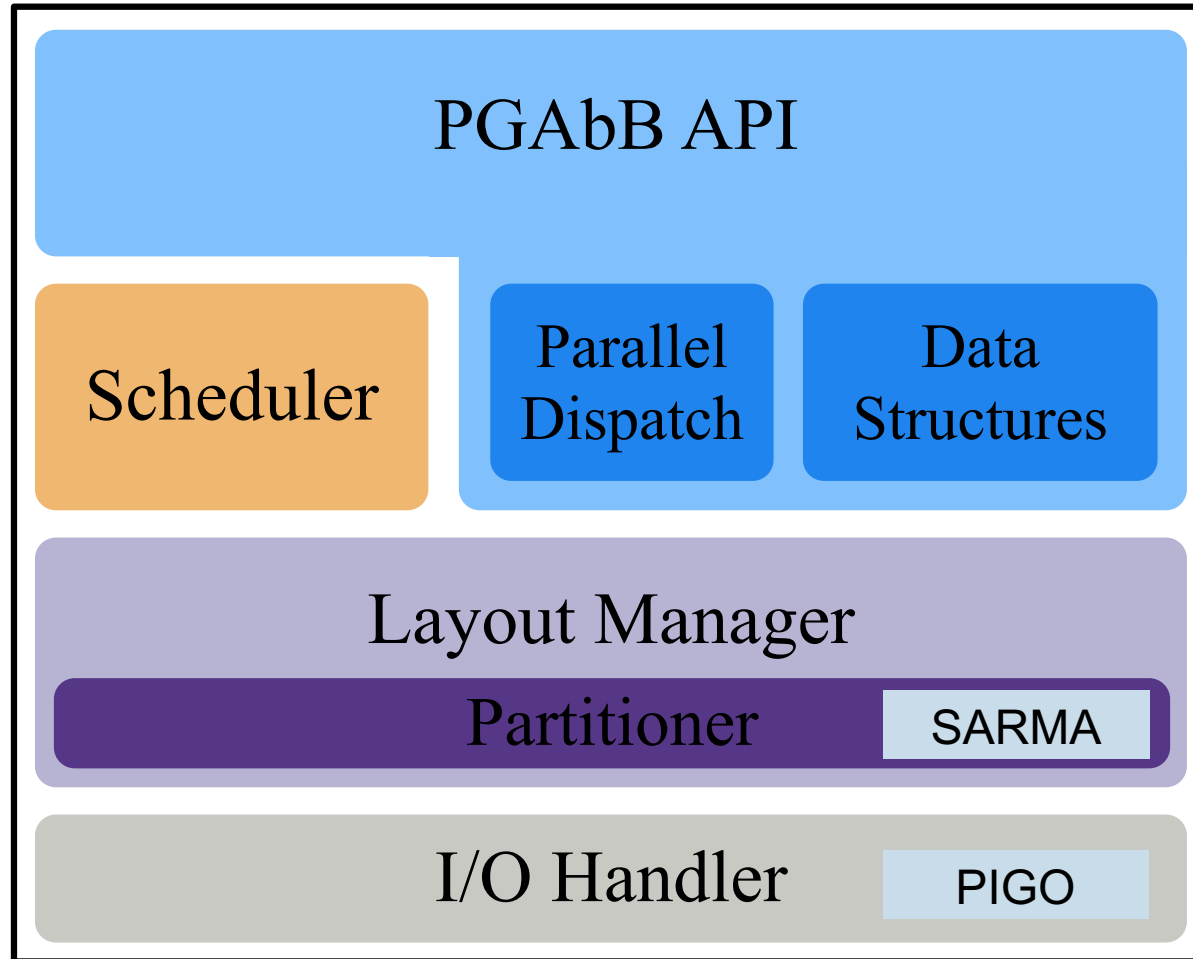 PGAbB API
Scheduler
Parallel
Dispatch
Data
Structures
Layout Manager
Partitioner
SARMA
I/O Handler
PIGO